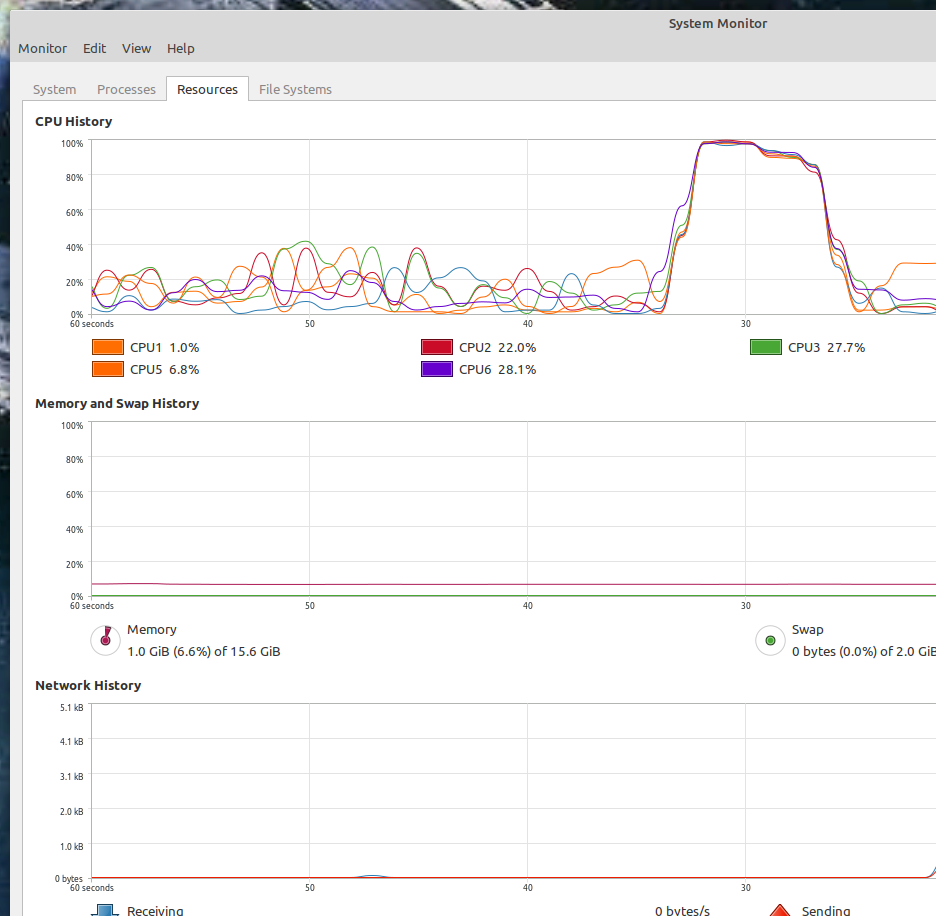 System Monitor
Monitor Edit View Help
System Processes Resources File Systems
CPU History
100%
80%
60%
40%
20%
0%
60 seconds 50 40 30
CPU1 1.0% CPU2 22.0% CPU3 27.7%
CPU5 6.8% CPU6 28.1%
Memory and Swap History
100%
80%
60%
40%
20%
0%
60 seconds 50 40 30
Memory Swap
1.0 GiB (6.6%) of 15.6 GiB 0 bytes (0.0%) of 2.0 GiB
Network History
5.1 kB
4.1 kB
3.1 kB
2.0 kB
1.0 kB
0 bytes
60 seconds 50 40 30
Receiving 0 bytes/s Sending